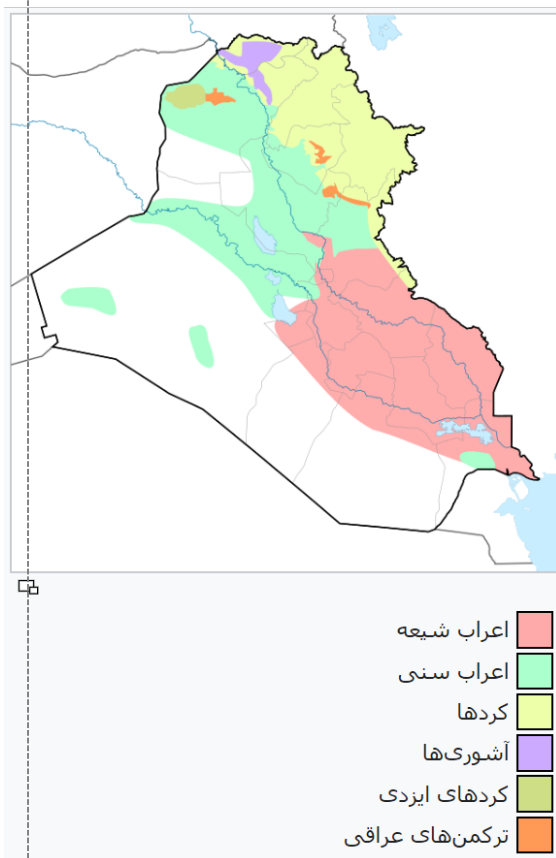 اعراب شیعه
اعراب سنی
کردها
آشوری‌ها
کردهای ایزدی
ترکمن‌های عراقی